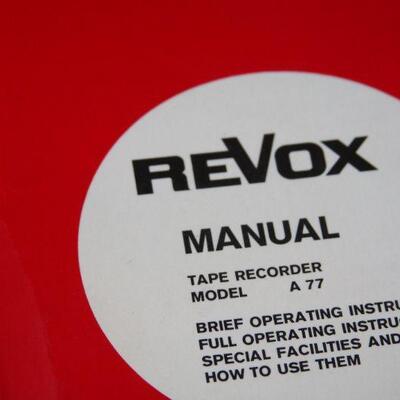 REVOX
MANUAL
TAPE RECORDER
MODEL A 77
BRIEF OPERATING
FULL OPERATING
SPECIAL FACILITIES AND
HOW TO USE THEM